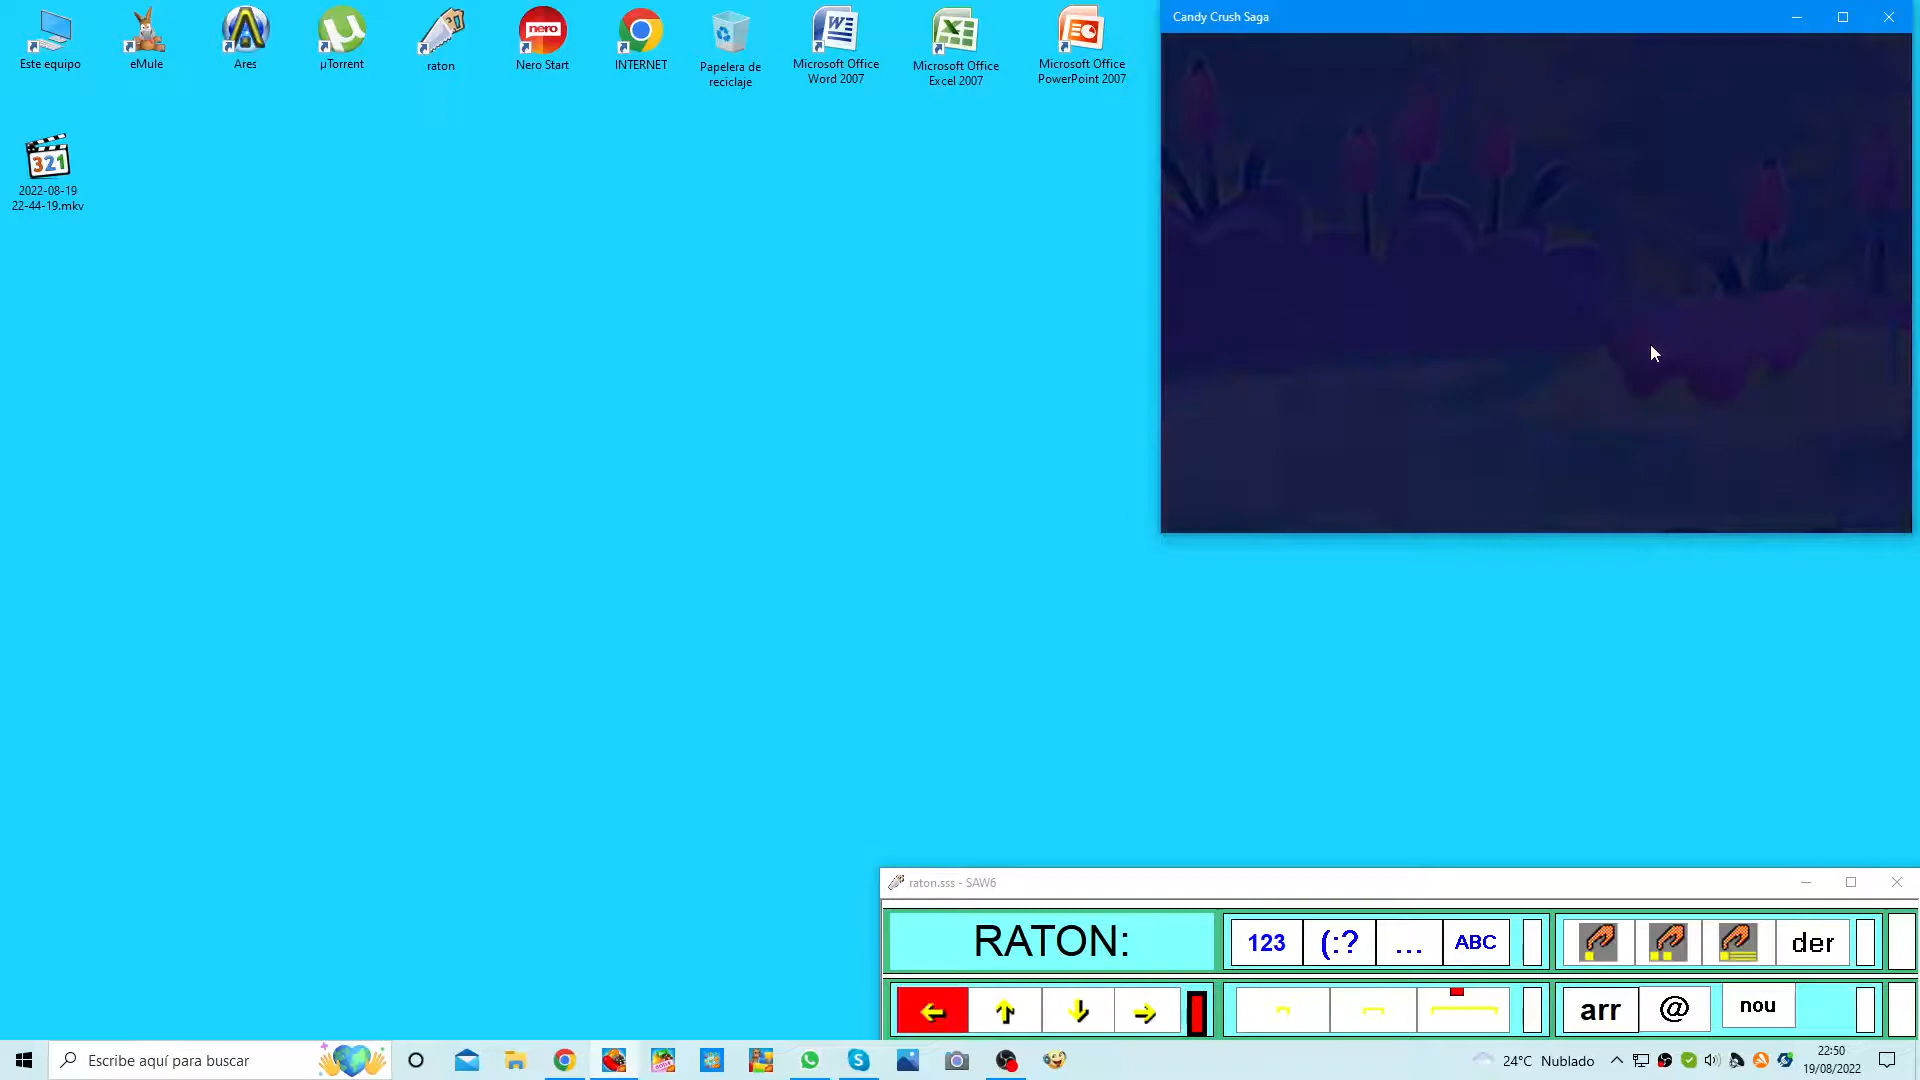 Candy Crush Saga
Este equipo
eMule
Ares
µTorrent
raton
nero
Nero Start
INTERNET
Papelera de
reciclaje
Microsoft Office
Word 2007
Microsoft Office
Excel 2007
Microsoft Office
PowerPoint 2007
321
2022-08-19
22-44-19.mkv
raton.sss - SAW6
RATON:
123
(:?
...
ABC
der
arr
@
nou
Escribe aquí para buscar
24°C Nublado
22:50
19/08/2022